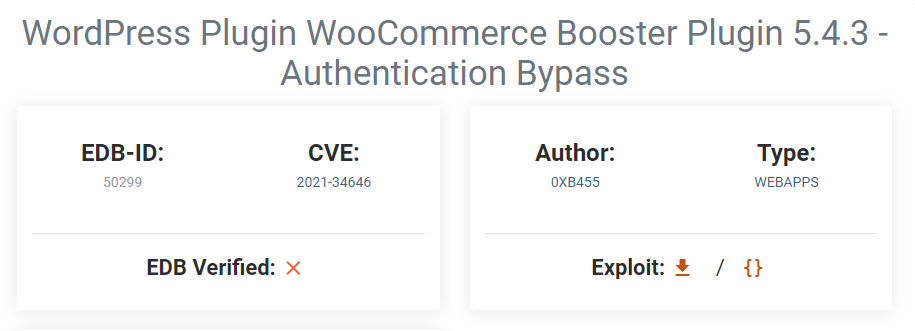 WordPress Plugin WooCommerce Booster Plugin 5.4.3 -
Authentication Bypass
EDB-ID:
50299
CVE:
2021-34646
EDB Verified:
Author:
0XB455
Type:
WEBAPPS
Exploit: / {}